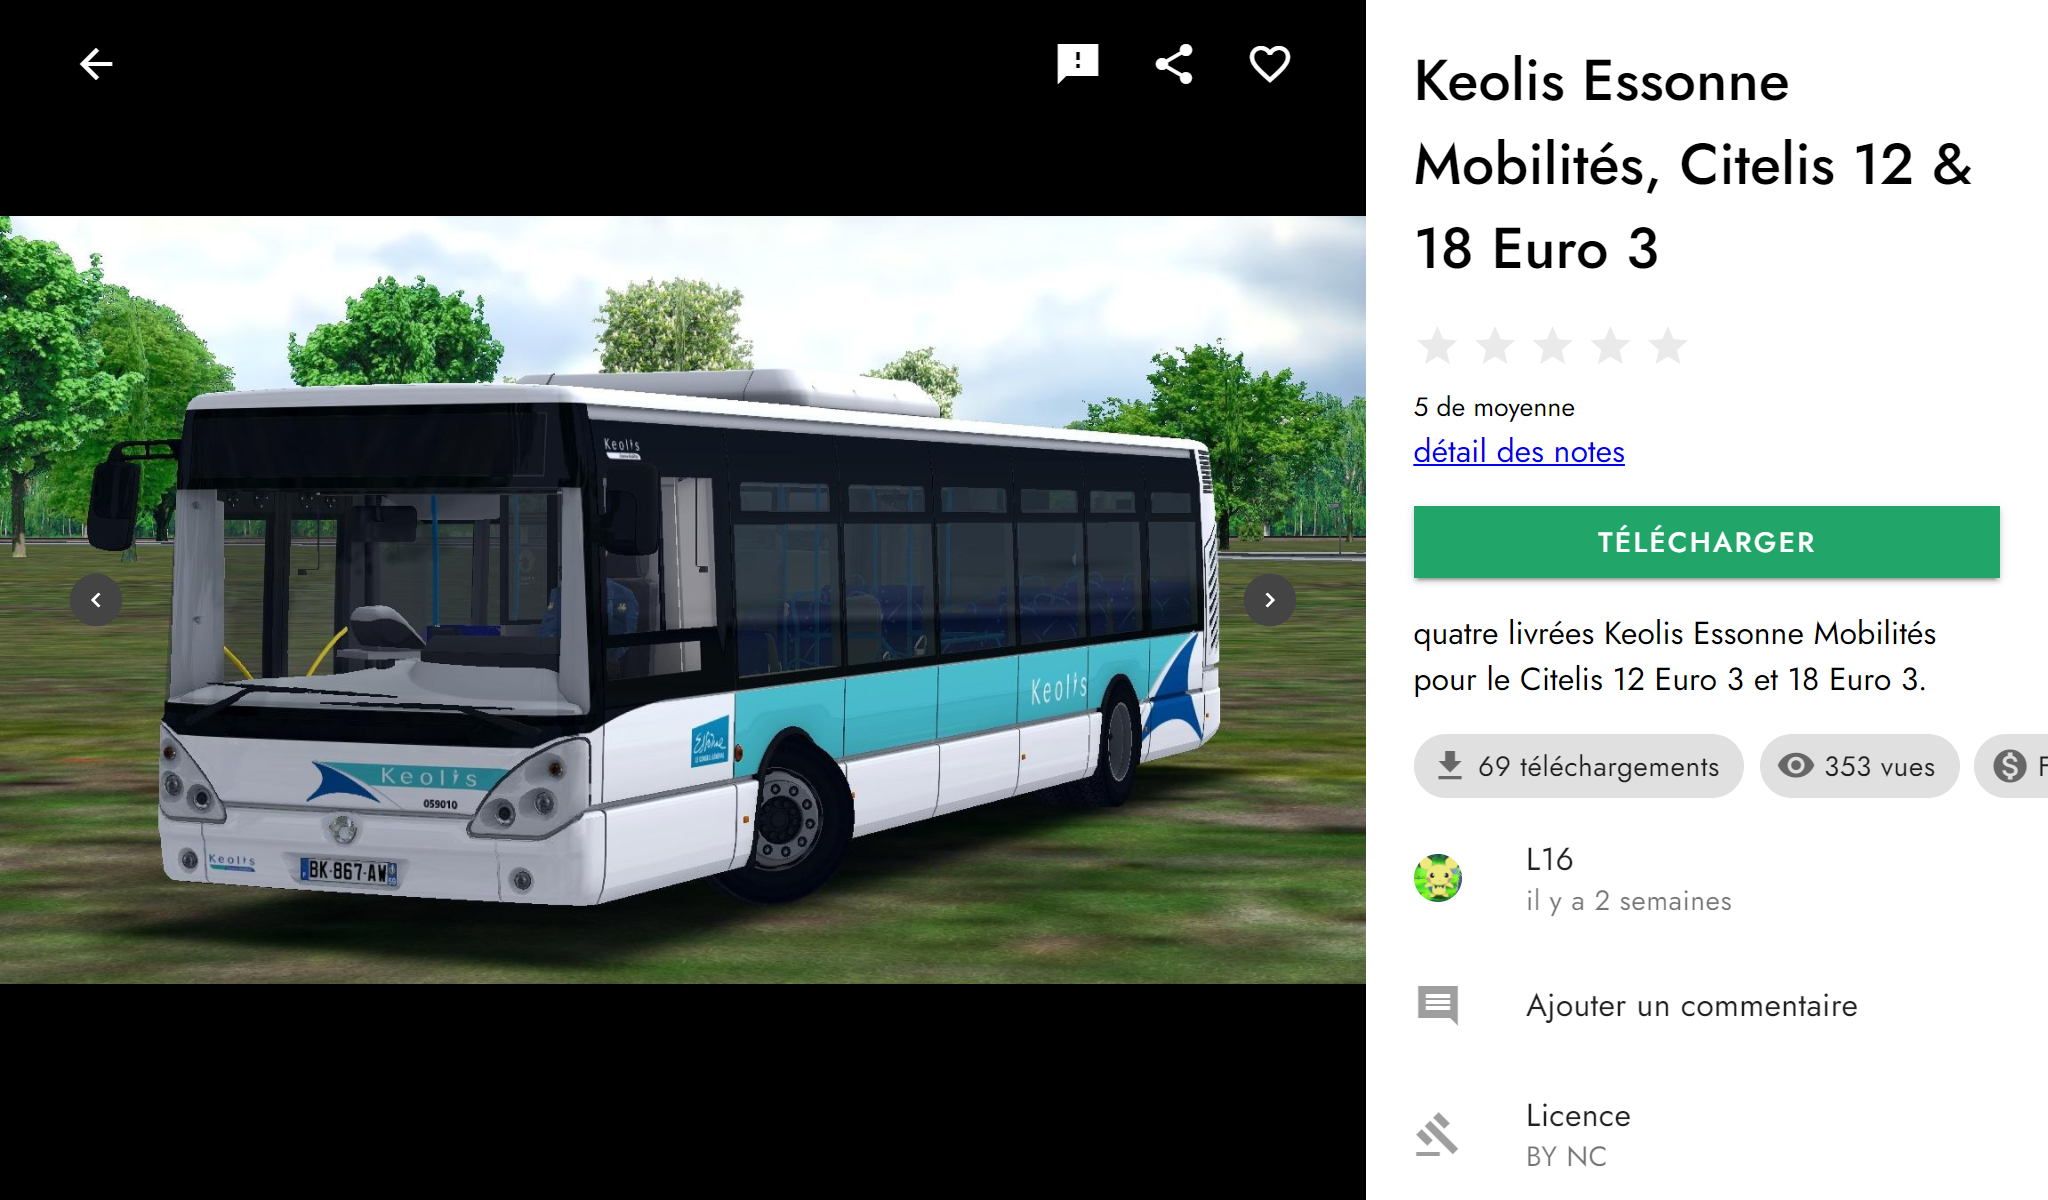 Keolis
Keolis
Essonne
Keolis
059010
Keolis
BK-867-AW
Keolis Essonne
Mobilités, Citelis 12 &
18 Euro 3
5 de moyenne
détail des notes
TÉLÉCHARGER
quatre livrées Keolis Essonne Mobilités
pour le Citelis 12 Euro 3 et 18 Euro 3.
69 téléchargements
353 vues
L16
il y a 2 semaines
Ajouter un commentaire
Licence
BY NC